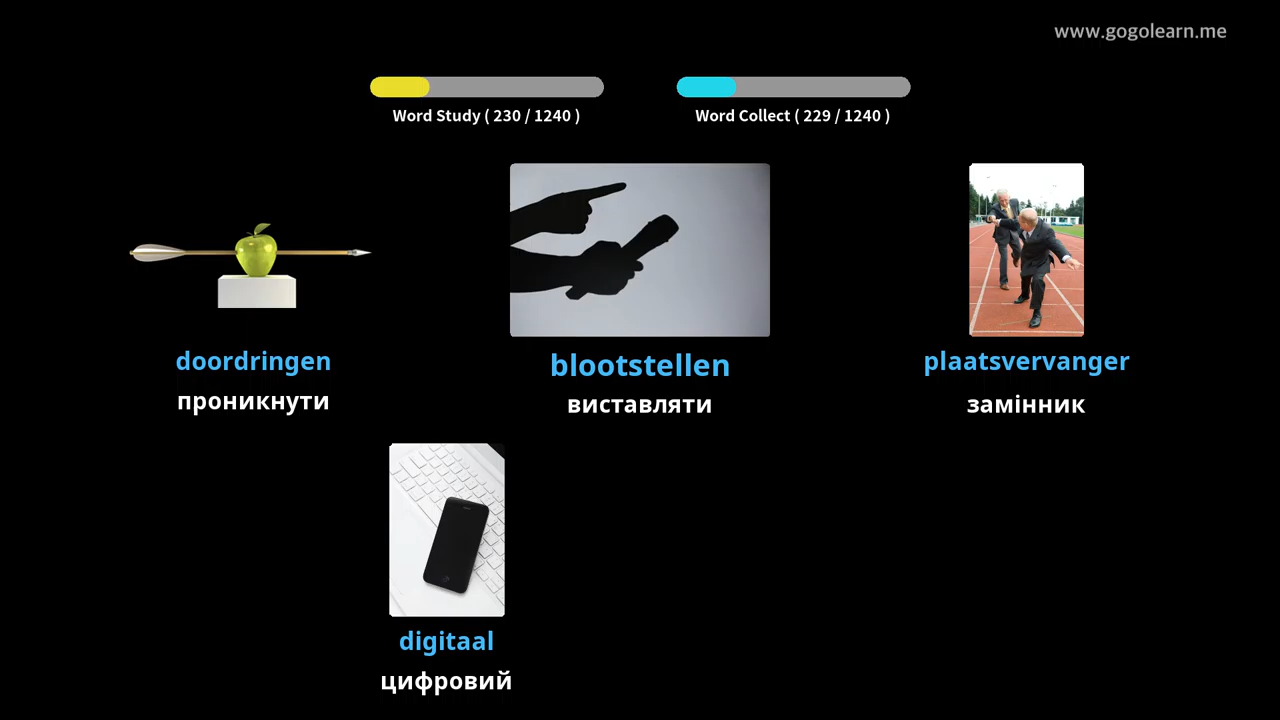 www.gogolearn.me
Word Study ( 230 / 1240 )
Word Collect ( 229 / 1240 )
doordringen
проникнути
blootstellen
виставляти
plaatsvervanger
замінник
digitaal
цифровий